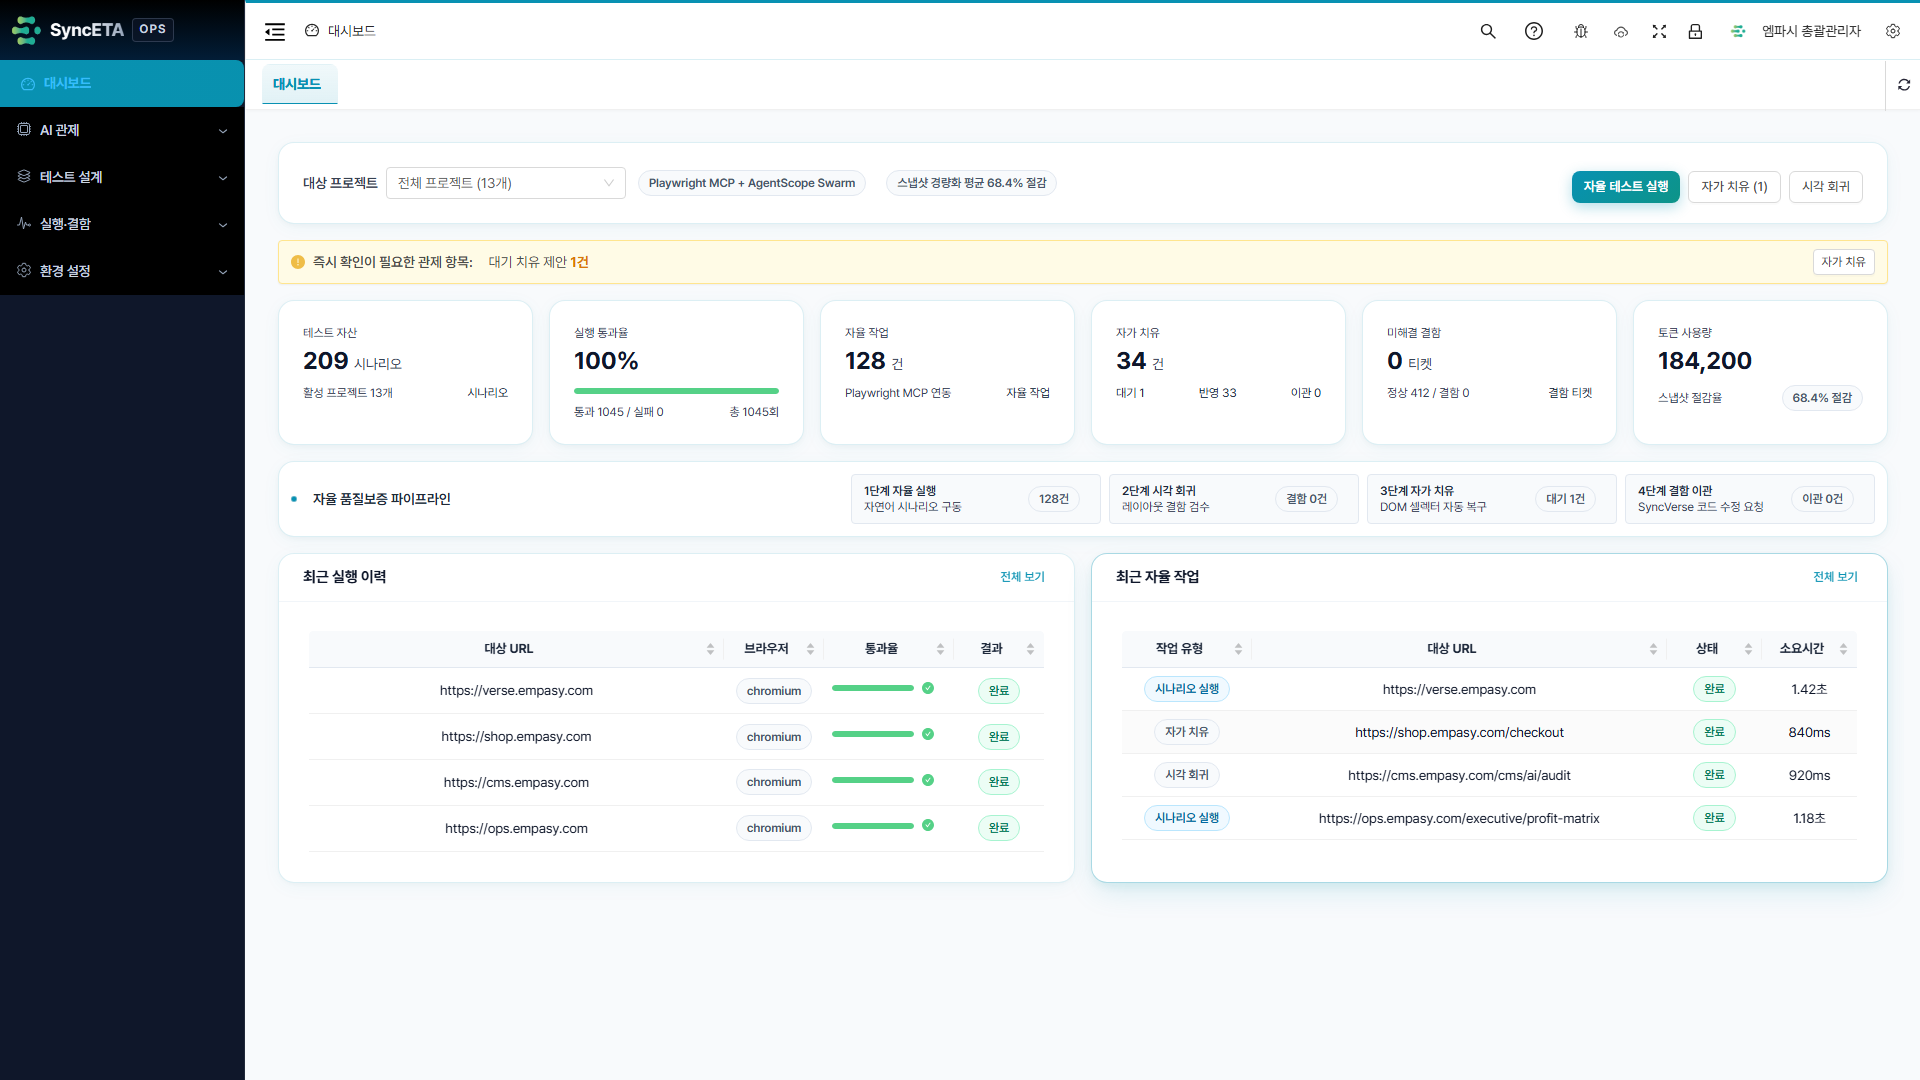 SyncETA OPS
대시보드
AI 관제
테스트 설계
실행·결함
환경 설정
대시보드
엠파시 총괄관리자
대시보드
대상 프로젝트
전체 프로젝트 (13개)
Playwright MCP + AgentScope Swarm
스냅샷 경량화 평균 68.4% 절감
자율 테스트 실행
자가 치유 (1)
시각 회귀
즉시 확인이 필요한 관제 항목:
대기 치유 제안 1건
자가 치유
테스트 자산
209 시나리오
활성 프로젝트 13개
시나리오
실행 통과율
100%
통과 1045 / 실패 0
총 1045회
자율 작업
128 건
Playwright MCP 연동
자율 작업
자가 치유
34 건
대기 1
반영 33
이관 0
미해결 결함
0 티켓
정상 412 / 결함 0
결함 티켓
토큰 사용량
184,200
스냅샷 절감율
68.4% 절감
자율 품질보증 파이프라인
1단계 자율 실행
자연어 시나리오 구동
128건
2단계 시각 회귀
레이아웃 결함 검수
결함 0건
3단계 자가 치유
DOM 셀렉터 자동 복구
대기 1건
4단계 결함 이관
SyncVerse 코드 수정 요청
이관 0건
최근 실행 이력
전체 보기
대상 URL 브라우저 통과율 결과
https://verse.empasy.com chromium 완료
https://shop.empasy.com chromium 완료
https://cms.empasy.com chromium 완료
https://ops.empasy.com chromium 완료
최근 자율 작업
전체 보기
작업 유형 대상 URL 상태 소요시간
시나리오 실행 https://verse.empasy.com 완료 1.42초
자가 치유 https://shop.empasy.com/checkout 완료 840ms
시각 회귀 https://cms.empasy.com/cms/ai/audit 완료 920ms
시나리오 실행 https://ops.empasy.com/executive/profit-matrix 완료 1.18초